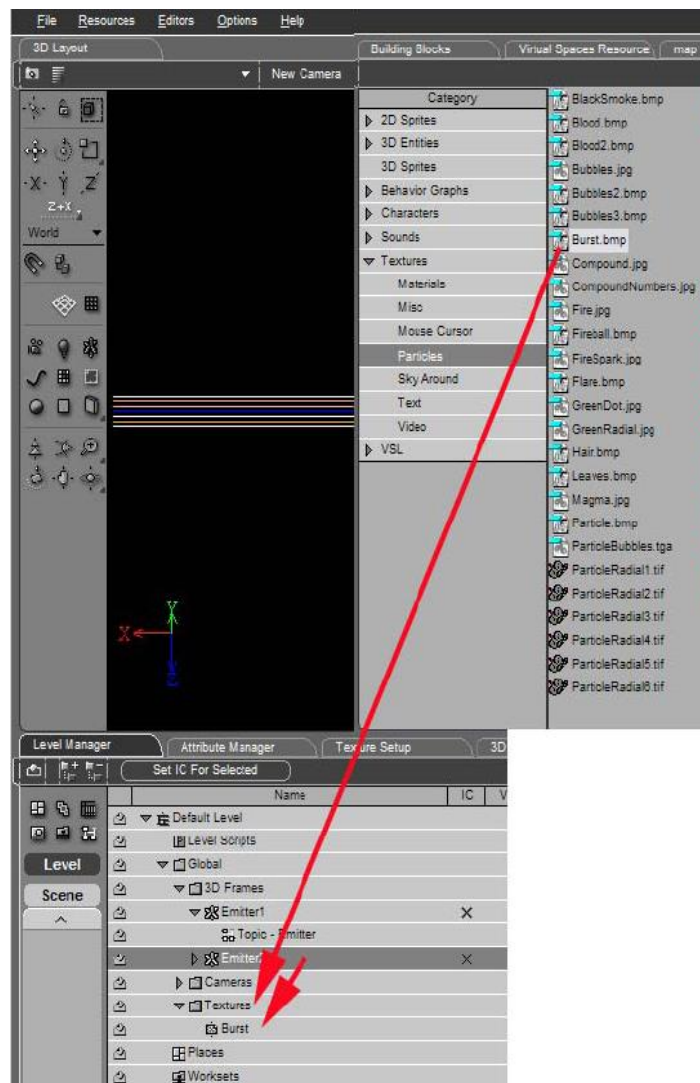 File Resources Editors Options Help
3D Layout
New Camera
-X- Y Z
Z+X
World
Y
X
Z
Building Blocks Virtual Spaces Resource map
Category
2D Sprites
3D Entities
3D Sprites
Behavior Graphs
Characters
Sounds
Textures
Materials
Misc
Mouse Cursor
Particles
Sky Around
Text
Video
VSL
BlackSmoke.bmp
Blood.bmp
Blood2.bmp
Bubbles.jpg
Bubbles2.bmp
Bubbles3.bmp
Burst.bmp
Compound.jpg
CompoundNumbers.jpg
Fire.jpg
Fireball.bmp
FireSpark.jpg
Flare.bmp
GreenDot.jpg
GreenRadial.jpg
Hair.bmp
Leaves.bmp
Magma.jpg
Particle.bmp
ParticleBubbles.tga
ParticleRadial1.tif
ParticleRadial2.tif
ParticleRadial3.tif
ParticleRadial4.tif
ParticleRadial5.tif
ParticleRadial6.tif
Level Manager Attribute Manager Texture Setup 3D
Set IC For Selected
Level
Scene
Name IC V
Default Level
Level Scripts
Global
3D Frames
Emitter1 X
Topic - Emitter
X
Cameras
Textures
Burst
Places
Worksets